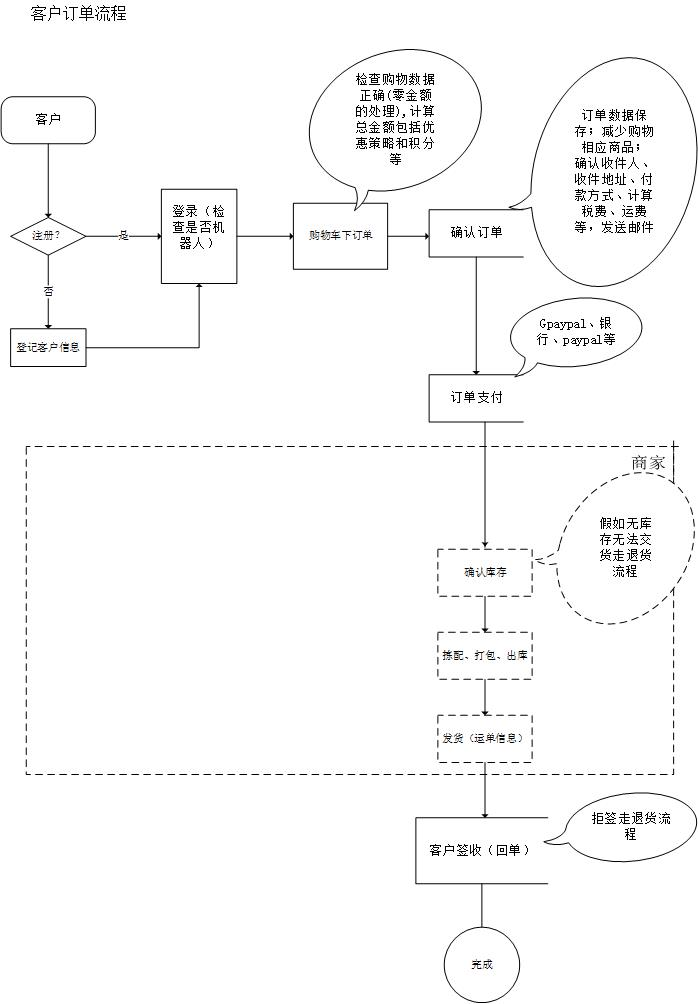 客户订单流程
客户
检查购物数据
正确(零金额
的处理),计算
总金额包括优
惠策略和积分
等
订单数据保
存；减少购物
相应商品；
确认收件人、
收件地址、付
款方式、计算
税费、运费
等，发送邮件
注册?
是
登录（检
查是否机
器人）
购物车下订单
确认订单
否
登记客户信息
Gpaypal、银
行、paypal等
订单支付
商家
假如无库
存无法交
货走退货
流程
确认库存
拣配、打包、出库
发货（运单信息）
拒签走退货流
程
客户签收（回单）
完成